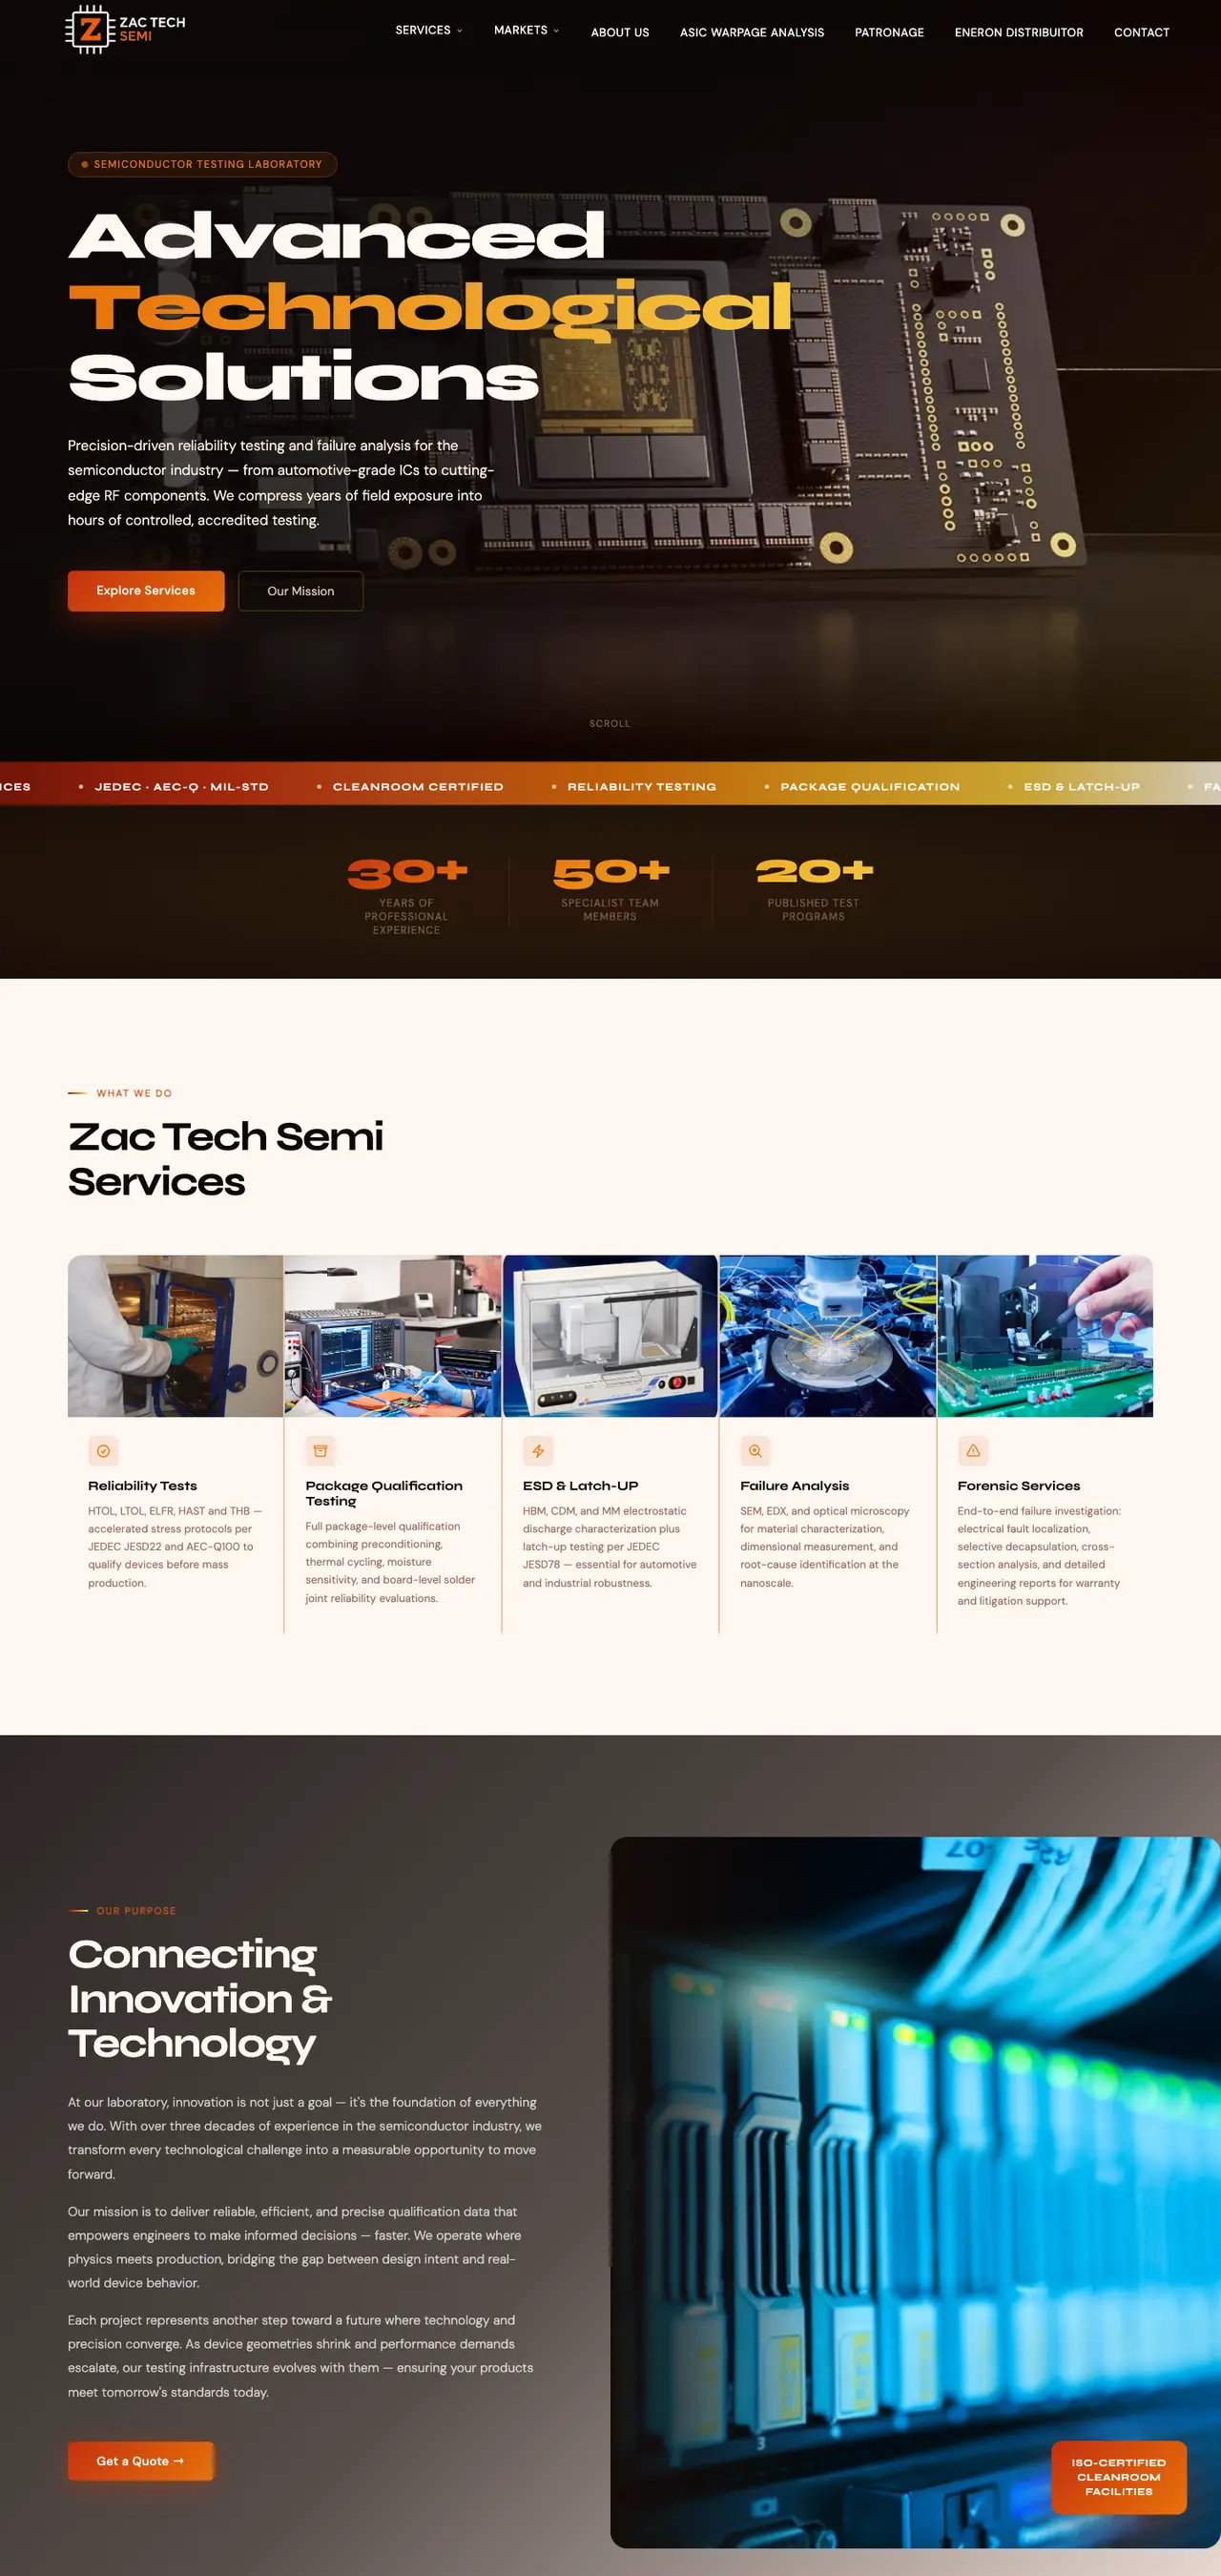 ZAC TECH
SEMI
SERVICES
MARKETS
ABOUT US
ASIC WARPAGE ANALYSIS
PATRONAGE
ENERON DISTRIBUITOR
CONTACT
SEMICONDUCTOR TESTING LABORATORY
Advanced
Technological
Solutions
Precision-driven reliability testing and failure analysis for the
semiconductor industry — from automotive-grade ICs to cutting-
edge RF components. We compress years of field exposure into
hours of controlled, accredited testing.
Explore Services
Our Mission
SCROLL
ICES • JEDEC · AEC-Q · MIL-STD • CLEANROOM CERTIFIED • RELIABILITY TESTING • PACKAGE QUALIFICATION • ESD & LATCH-UP • FA
30+
YEARS OF
PROFESSIONAL
EXPERIENCE
50+
SPECIALIST TEAM
MEMBERS
20+
PUBLISHED TEST
PROGRAMS
WHAT WE DO
Zac Tech Semi
Services
Reliability Tests
HTOL, LTOL, ELFR, HAST and THB —
accelerated stress protocols per
JEDEC JESD22 and AEC-Q100 to
qualify devices before mass
production.
Package Qualification
Testing
Full package-level qualification
combining preconditioning,
thermal cycling, moisture
sensitivity, and board-level solder
joint reliability evaluations.
ESD & Latch-UP
HBM, CDM, and MM electrostatic
discharge characterization plus
latch-up testing per JEDEC
JESD78 — essential for automotive
and industrial robustness.
Failure Analysis
SEM, EDX, and optical microscopy
for material characterization,
dimensional measurement, and
root-cause identification at the
nanoscale.
Forensic Services
End-to-end failure investigation:
electrical fault localization,
selective decapsulation, cross-
section analysis, and detailed
engineering reports for warranty
and litigation support.
OUR PURPOSE
Connecting
Innovation &
Technology
At our laboratory, innovation is not just a goal — it's the foundation of everything
we do. With over three decades of experience in the semiconductor industry, we
transform every technological challenge into a measurable opportunity to move
forward.
Our mission is to deliver reliable, efficient, and precise qualification data that
empowers engineers to make informed decisions — faster. We operate where
physics meets production, bridging the gap between design intent and real-
world device behavior.
Each project represents another step toward a future where technology and
precision converge. As device geometries shrink and performance demands
escalate, our testing infrastructure evolves with them — ensuring your products
meet tomorrow's standards today.
Get a Quote →
3
ISO-CERTIFIED
CLEANROOM
FACILITIES